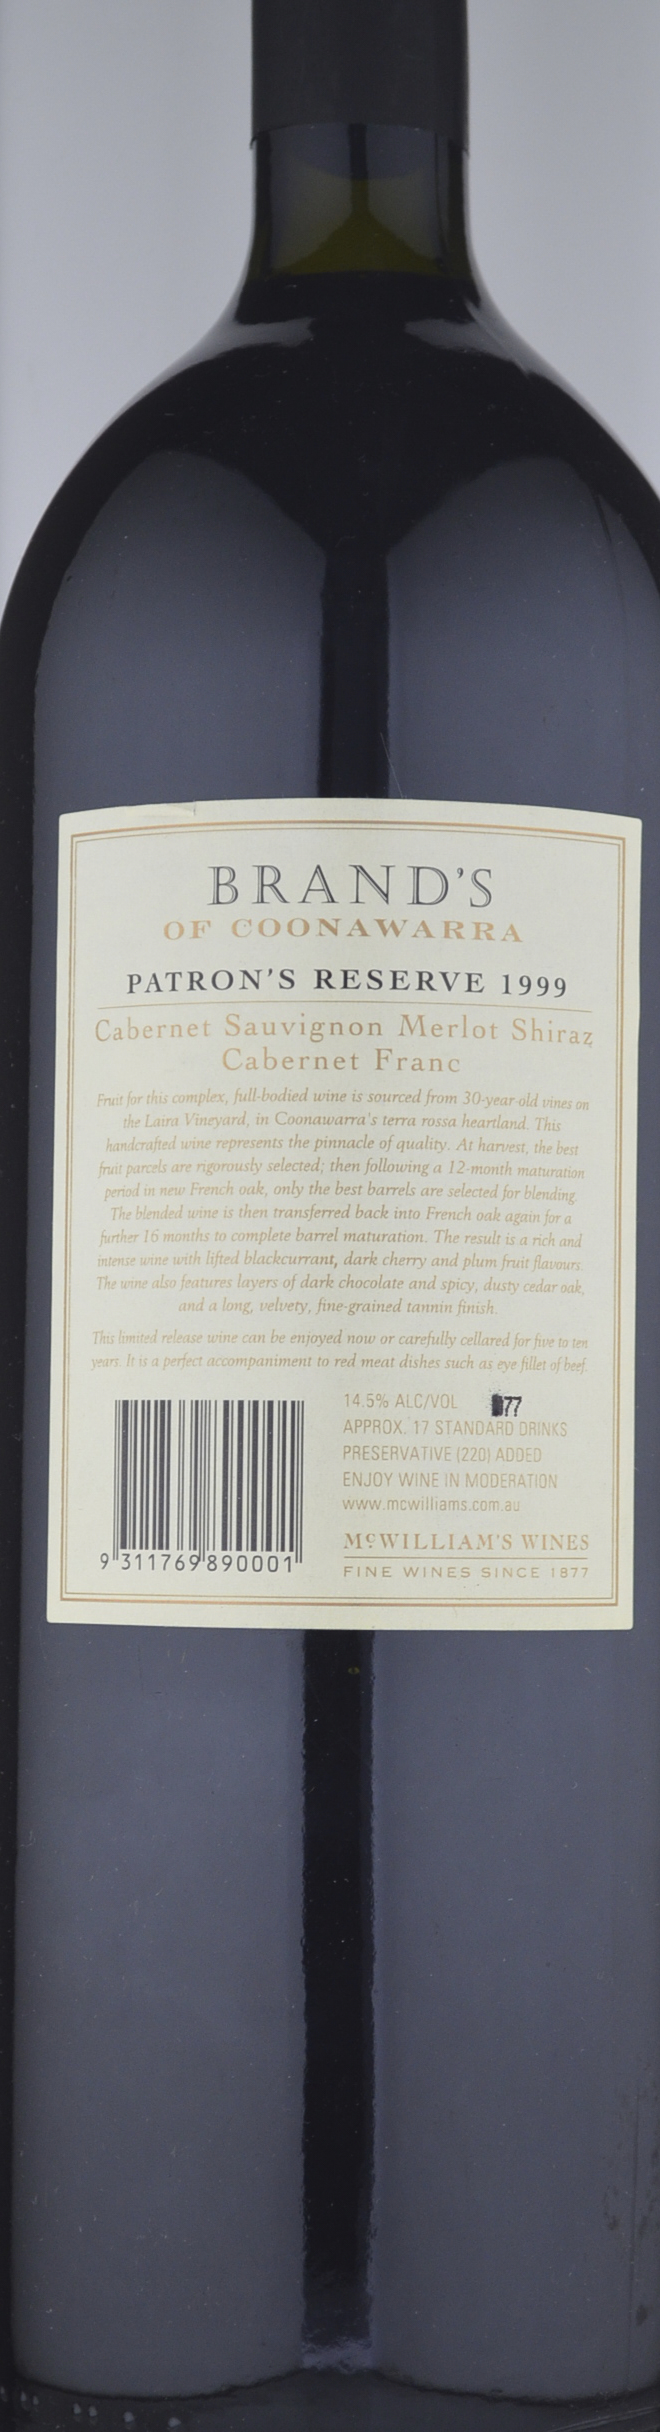 BRAND'S
OF COONAWARRA
PATRON'S RESERVE 1999
Cabernet Sauvignon Merlot Shiraz
Cabernet Franc
Fruit for this complex, full-bodied wine is sourced from 30-year-old vines on
the Laira Vineyard, in Coonawarra's terra rossa heartland. This
handcrafted wine represents the pinnacle of quality. At harvest, the best
fruit parcels are rigorously selected; then following a 12-month maturation
period in new French oak, only the best barrels are selected for blending.
The blended wine is then transferred back into French oak again for a
further 16 months to complete barrel maturation. The result is a rich and
intense wine with lifted blackcurrant, dark cherry and plum fruit flavours.
The wine also features layers of dark chocolate and spicy, dusty cedar oak,
and a long, velvety, fine-grained tannin finish.
This limited release wine can be enjoyed now or carefully cellared for five to ten
years. It is a perfect accompaniment to red meat dishes such as eye fillet of beef.
14.5% ALC/VOL 77
APPROX. 17 STANDARD DRINKS
PRESERVATIVE (220) ADDED
ENJOY WINE IN MODERATION
www.mcwilliams.com.au
McWILLIAM'S WINES
FINE WINES SINCE 1877
9 311769 890001